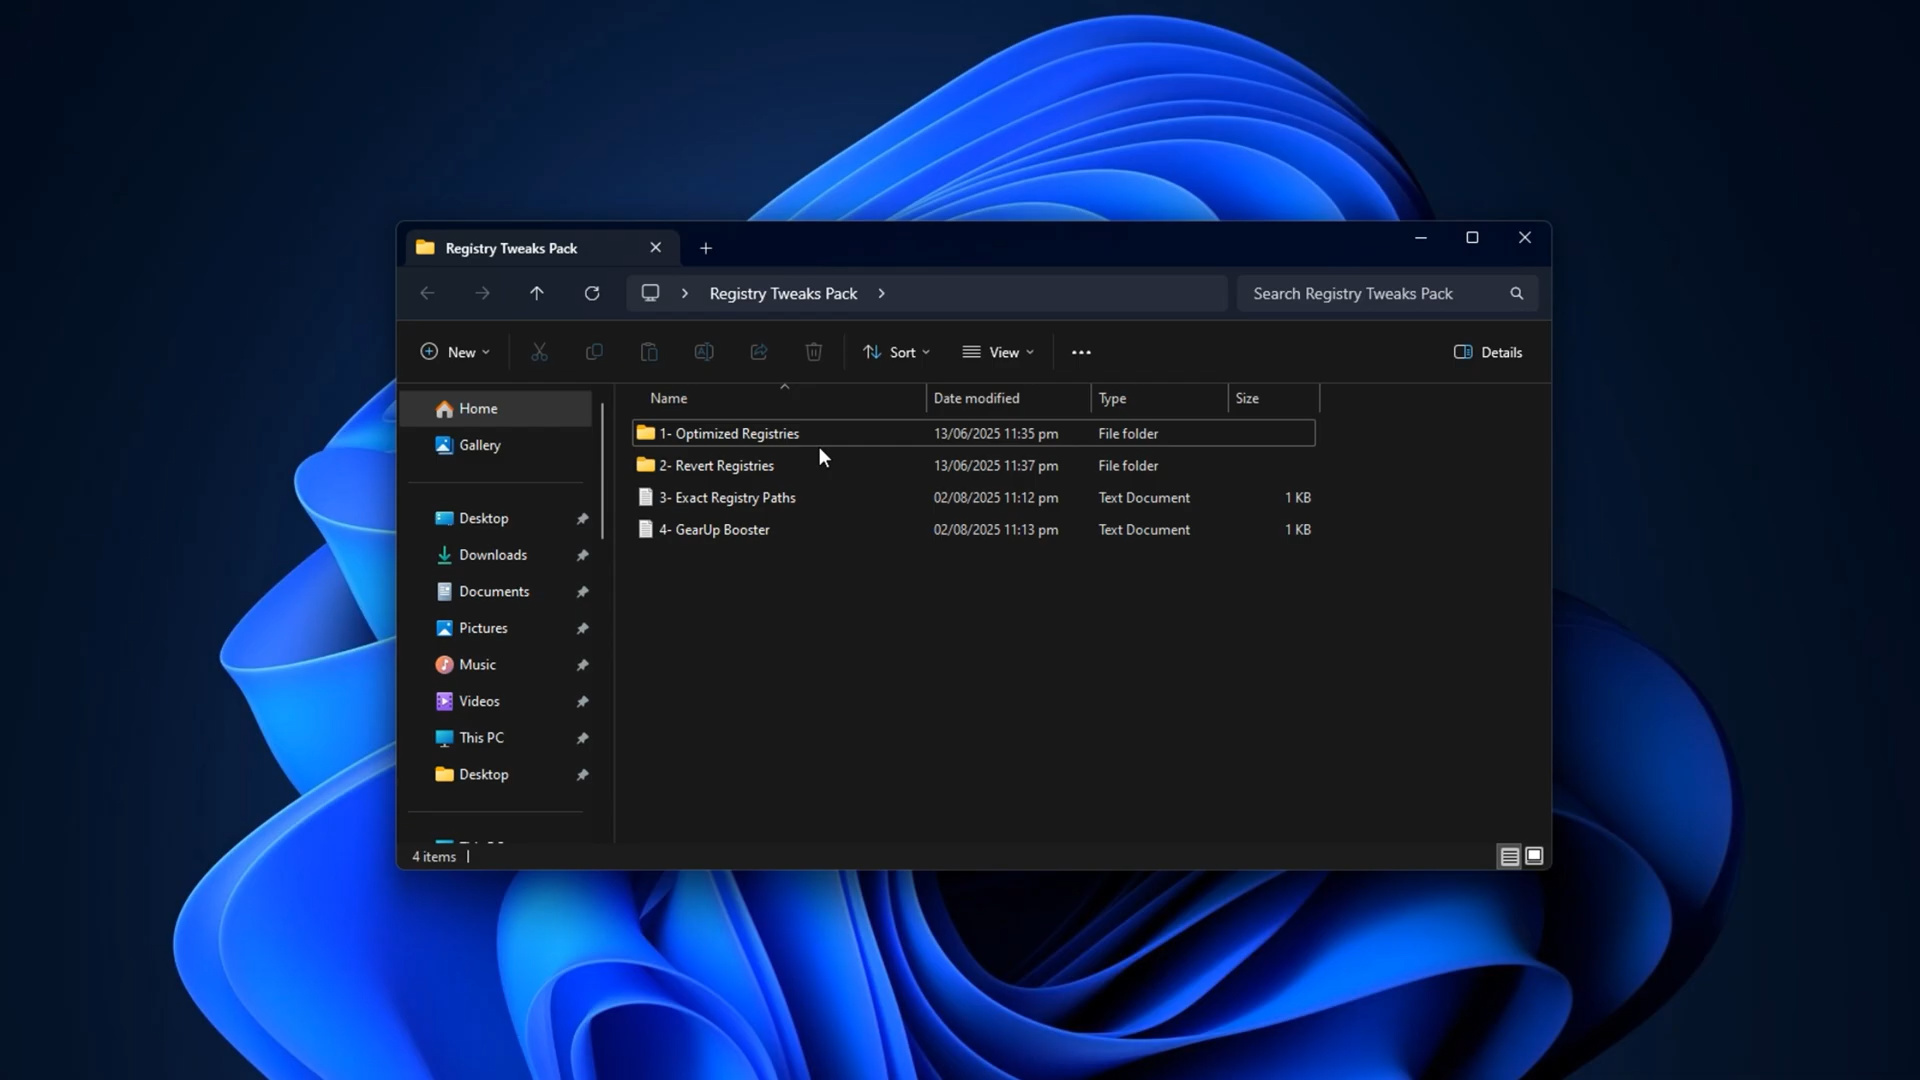 Registry Tweaks Pack
Registry Tweaks Pack
Search Registry Tweaks Pack
New
Sort
View
Details
Name Date modified Type Size
Home
Gallery
Desktop
Downloads
Documents
Pictures
Music
Videos
This PC
Desktop
1- Optimized Registries 13/06/2025 11:35 pm File folder
2- Revert Registries 13/06/2025 11:37 pm File folder
3- Exact Registry Paths 02/08/2025 11:12 pm Text Document 1 KB
4- GearUp Booster 02/08/2025 11:13 pm Text Document 1 KB
4 items